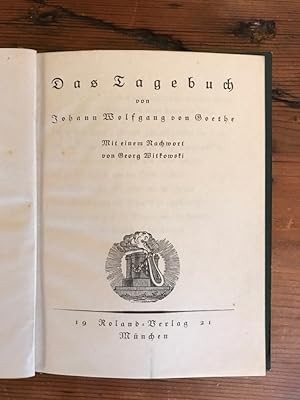 Das Tagebuch
von
Johann Wolfgang von Goethe
Mit einem Nachwort
von Georg Witkowski
19 Roland-Verlag 21
München